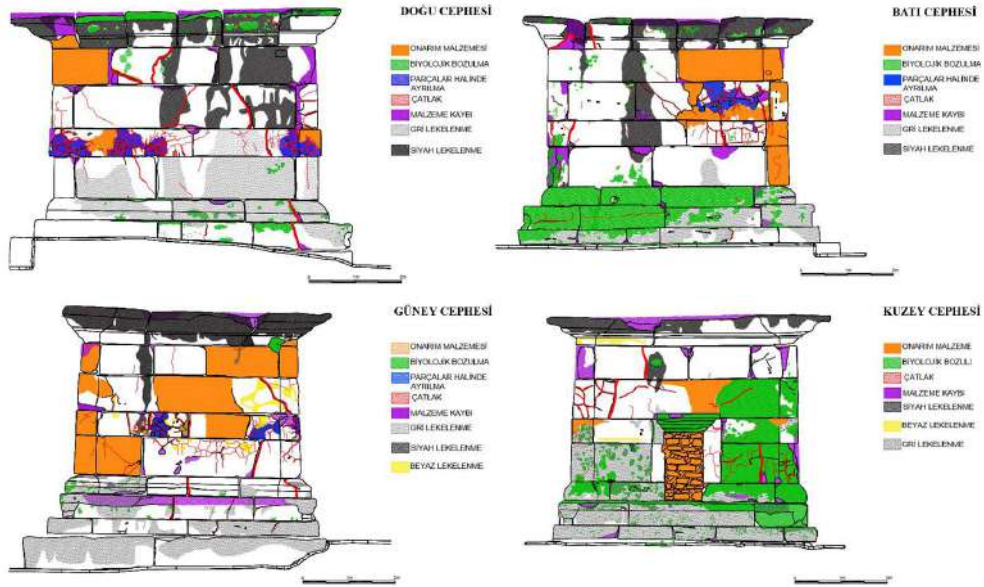 DOĞU CEPHESİ
ONARIM MALZEMESİ
BİYOLOJİK BOZULMA
PARÇALAR HALİNDE
AYRILMA
ÇATLAK
MALZEME KAYBI
GRİ LEKELENME
SİYAH LEKELENME
BATI CEPHESİ
ONARIM MALZEMESİ
BİYOLOJİK BOZULMA
PARÇALAR HALİNDE
AYRILMA
ÇATLAK
MALZEME KAYBI
GRİ LEKELENME
SİYAH LEKELENME
GÜNEY CEPHESİ
ONARIM MALZEMESİ
BİYOLOJİK BOZULMA
PARÇALAR HALİNDE
AYRILMA
ÇATLAK
MALZEME KAYBI
GRİ LEKELENME
SİYAH LEKELENME
BEYAZ LEKELENME
KUZEY CEPHESİ
ONARIM MALZEME
BİYOLOJİK BOZULI
ÇATLAK
MALZEME KAYBI
SİYAH LEKELENME
BEYAZ LEKELENME
GRİ LEKELENME